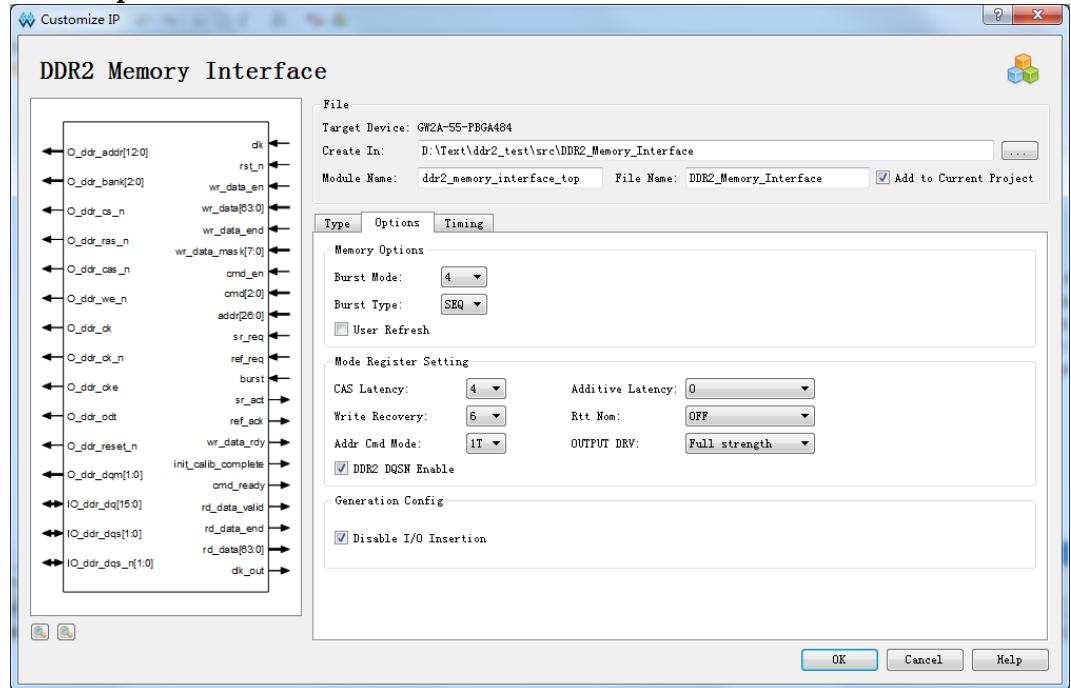 Customize IP
DDR2 Memory Interface
O_ddr_addr[12:0]
O_ddr_bank[2:0]
O_ddr_cs_n
O_ddr_ras_n
O_ddr_cas_n
O_ddr_we_n
O_ddr_ck
O_ddr_ck_n
O_ddr_cke
O_ddr_odt
O_ddr_reset_n
O_ddr_dqm[1:0]
IO_ddr_dq[15:0]
IO_ddr_dqs[1:0]
IO_ddr_dqs_n[1:0]
clk
rst_n
wr_data_en
wr_data[63:0]
wr_data_end
wr_data_mask[7:0]
cmd_en
cmd[2:0]
addr[26:0]
sr_req
ref_req
burst
sr_act
ref_ack
wr_data_rdy
init_calib_complete
cmd_ready
rd_data_valid
rd_data_end
rd_data[63:0]
clk_out
File
Target Device: GW2A-55-PBGA484
Create In: D:\Text\ddr2_test\src\DDR2_Memory_Interface ...
Module Name: ddr2_memory_interface_top File Name: DDR2_Memory_Interface Add to Current Project
Type Options Timing
Memory Options
Burst Mode: 4
Burst Type: SEQ
User Refresh
Mode Register Setting
CAS Latency: 4 Additive Latency: 0
Write Recovery: 6 Rtt Nom: OFF
Addr Cmd Mode: 1T OUTPUT DRV: Full strength
DDR2 DQSN Enable
Generation Config
Disable I/O Insertion
OK Cancel Help